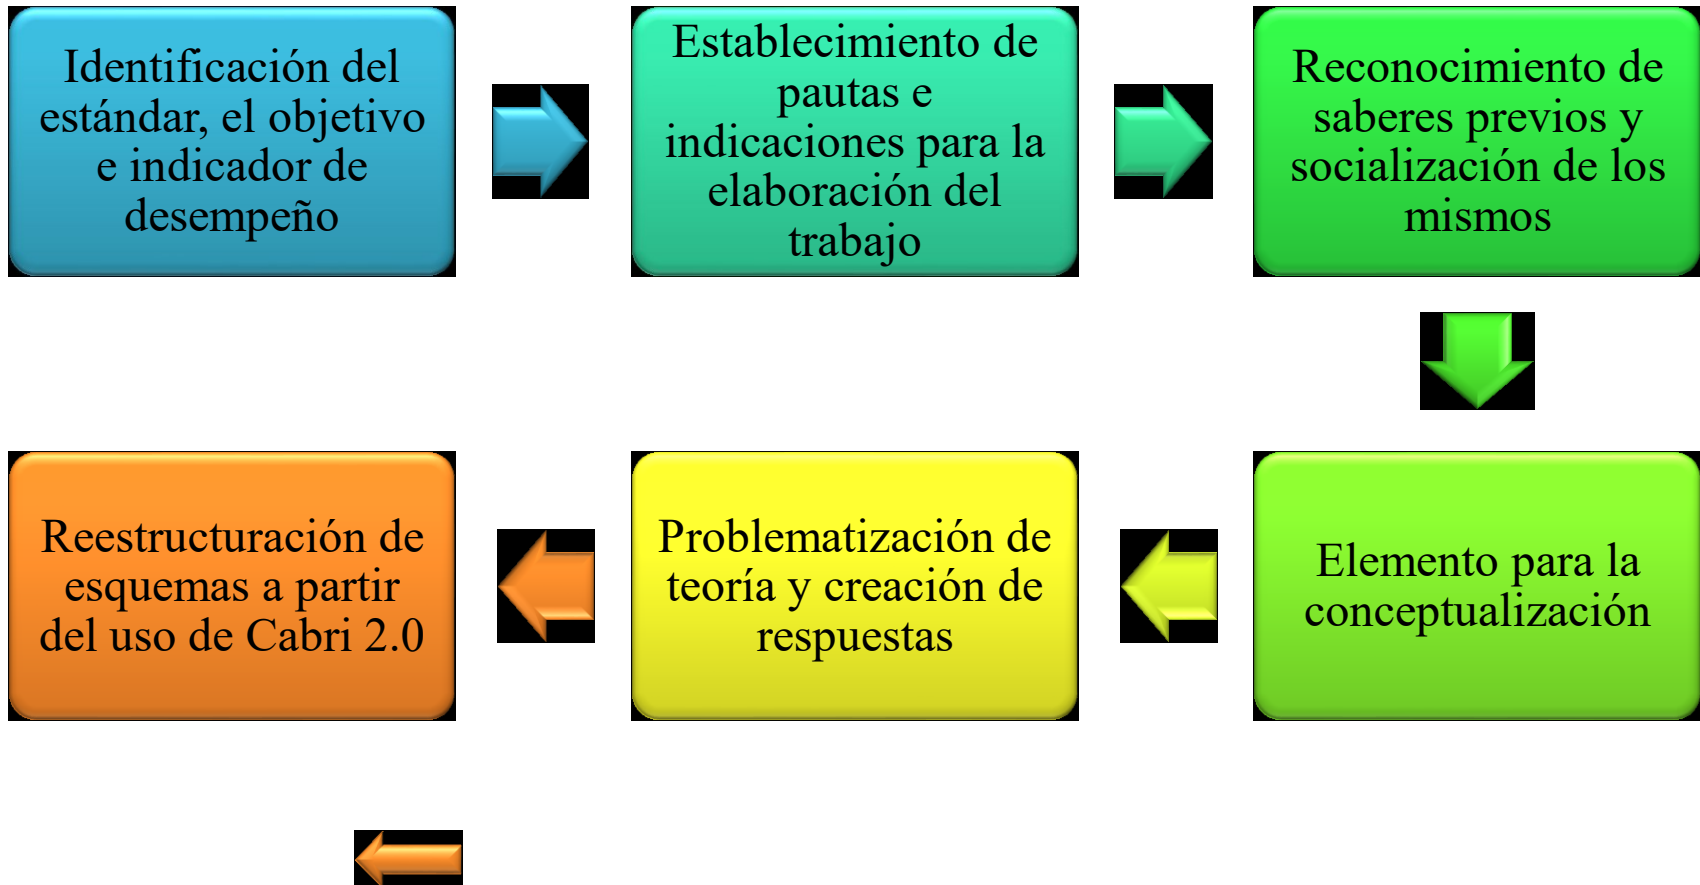 Identificación del
estándar, el objetivo
e indicador de
desempeño
Establecimiento de
pautas e
indicaciones para la
elaboración del
trabajo
Reconocimiento de
saberes previos y
socialización de los
mismos
Elemento para la
conceptualización
Problematización de
teoría y creación de
respuestas
Reestructuración de
esquemas a partir
del uso de Cabri 2.0